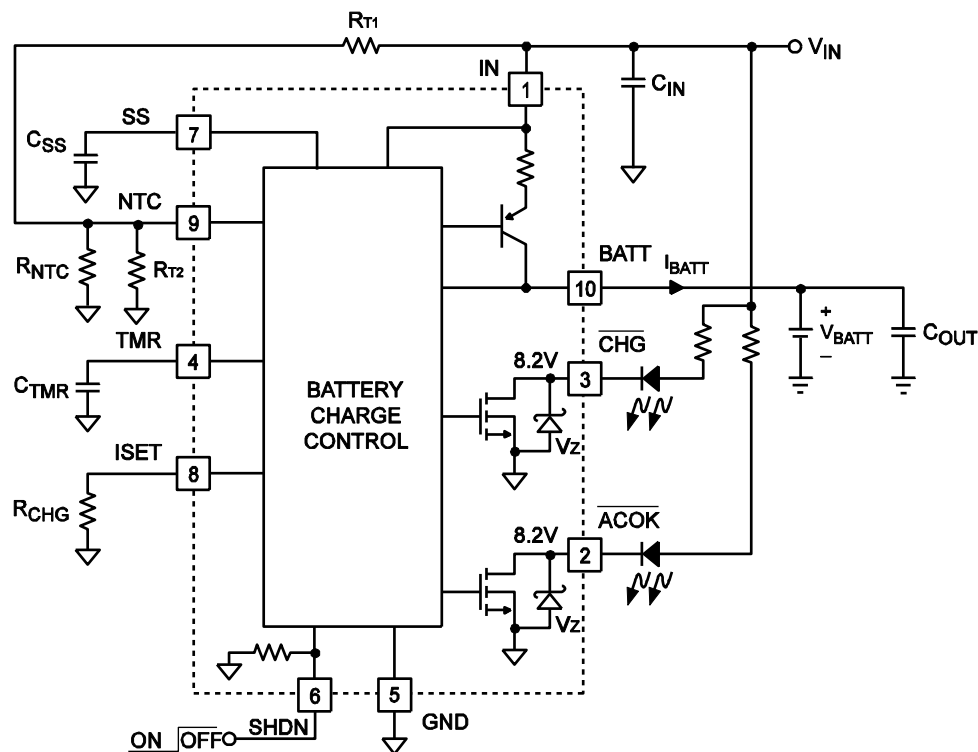 RT1
VIN
IN
1
CIN
SS
7
CSS
NTC
9
RNTC
RT2
BATT
IBATT
10
+
VBATT
–
COUT
TMR
4
CTMR
BATTERY
CHARGE
CONTROL
8.2V
CHG
3
VZ
ISET
8
RCHG
8.2V
ACOK
2
VZ
6
5
SHDN
GND
ON OFF